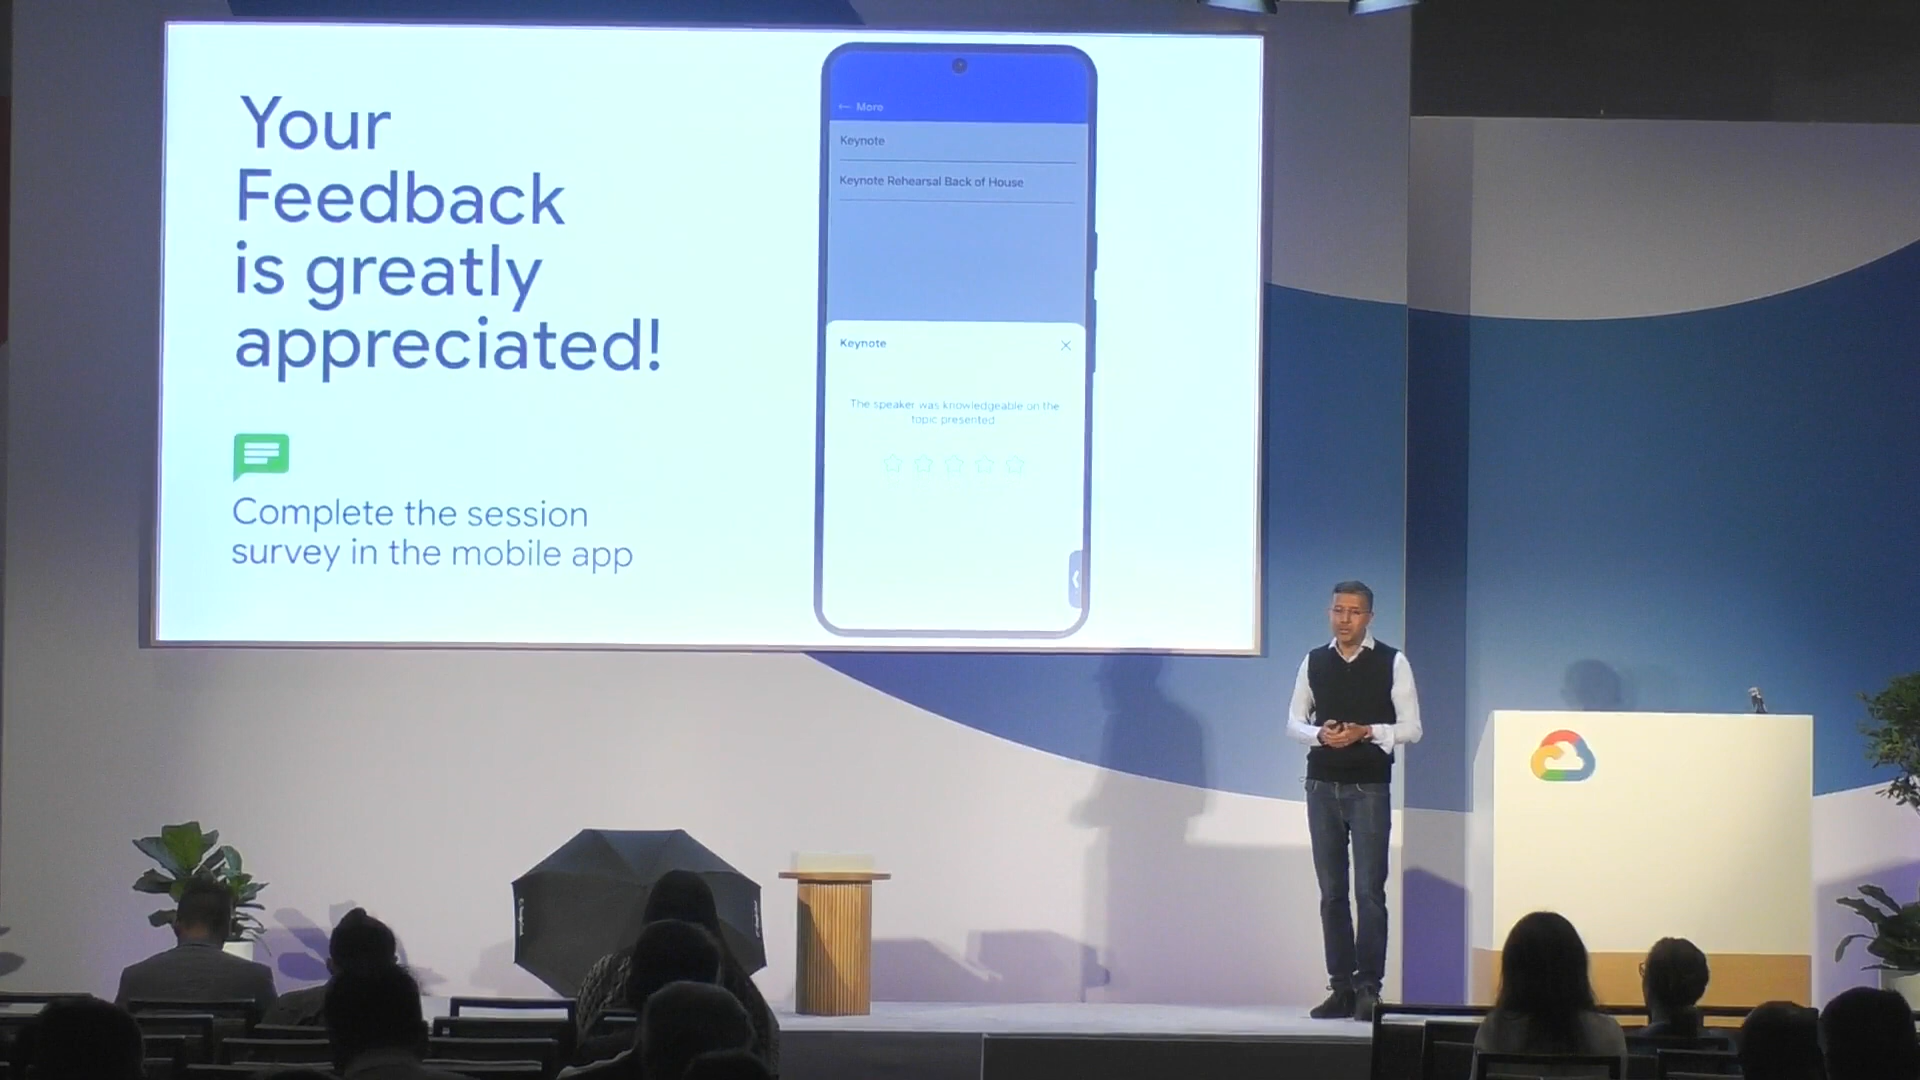 Your
Feedback
is greatly
appreciated!
Complete the session
survey in the mobile app
← More
Keynote
Keynote Rehearsal Back of House
Keynote
The speaker was knowledgeable on the
topic presented